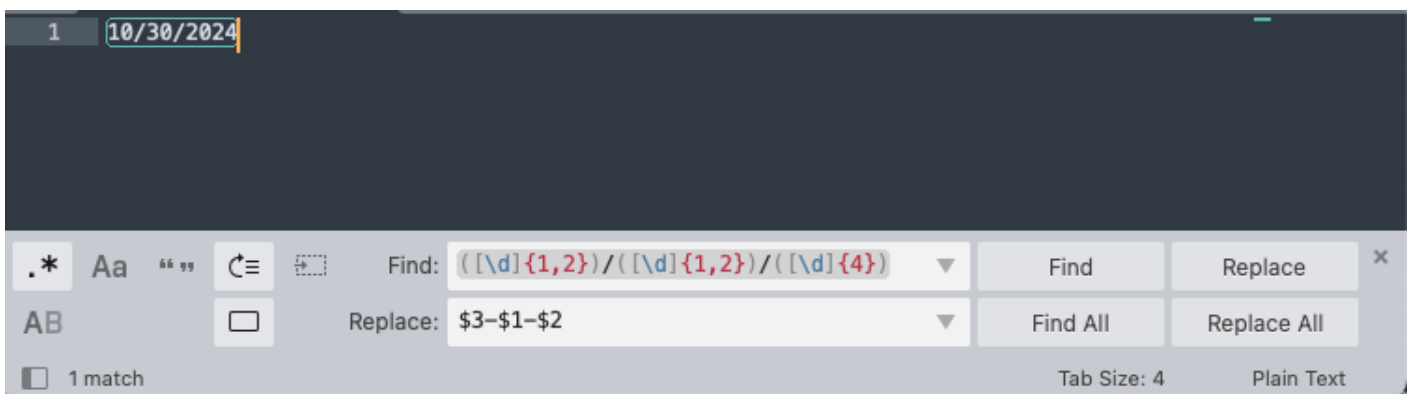 1 10/30/2024
.* Aa “” Find: ([\d]{1,2})/([\d]{1,2})/([\d]{4}) Find Replace ×
AB Replace: $3-$1-$2 Find All Replace All
1 match Tab Size: 4 Plain Text